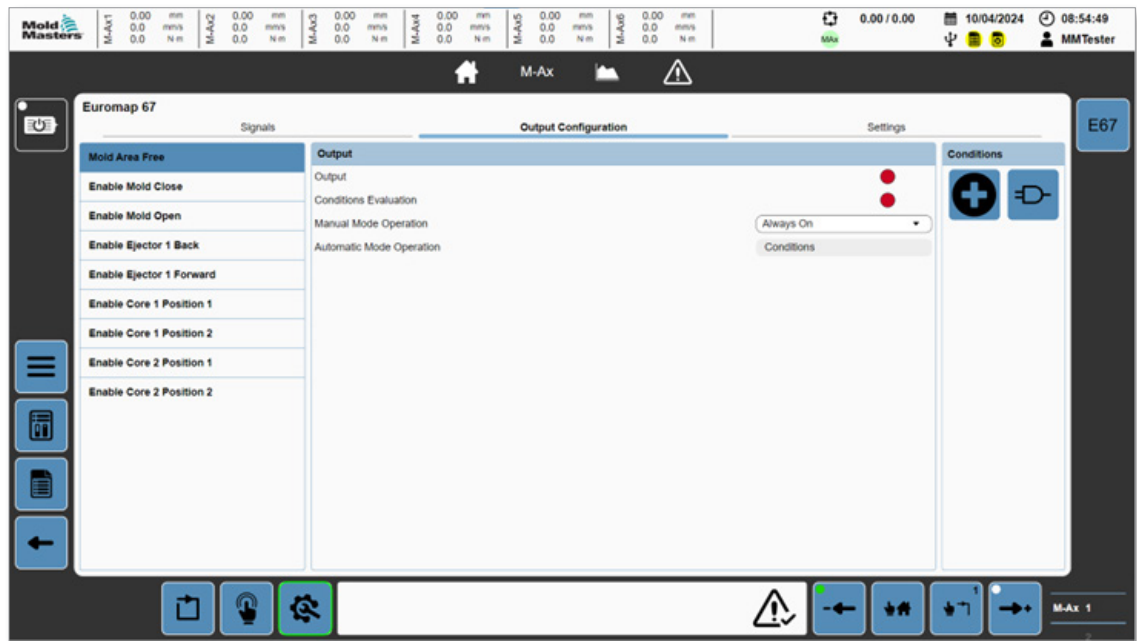 Mold Masters
M-Ax1 0.00 mm 0.0 mm/s 0.0 N·m
M-Ax2 0.00 mm 0.0 mm/s 0.0 N·m
M-Ax3 0.00 mm 0.0 mm/s 0.0 N·m
M-Ax4 0.00 mm 0.0 mm/s 0.0 N·m
M-Ax5 0.00 mm 0.0 mm/s 0.0 N·m
M-Ax6 0.00 mm 0.0 mm/s 0.0 N·m
MAx
0.00 / 0.00
10/04/2024 08:54:49
MMTester
M-Ax
Euromap 67
Signals Output Configuration Settings
E67
Mold Area Free
Enable Mold Close
Enable Mold Open
Enable Ejector 1 Back
Enable Ejector 1 Forward
Enable Core 1 Position 1
Enable Core 1 Position 2
Enable Core 2 Position 1
Enable Core 2 Position 2
Output
Output
Conditions Evaluation
Manual Mode Operation Always On
Automatic Mode Operation Conditions
Conditions
1
M-Ax 1
2